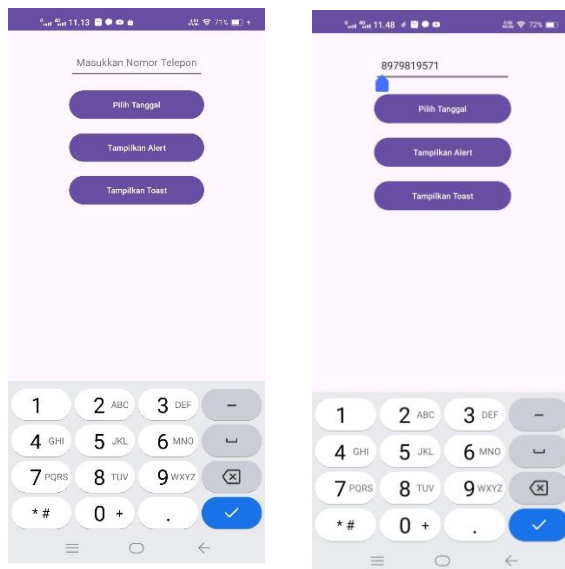 11.13
71%
Masukkan Nomor Telepon
Pilih Tanggal
Tampilkan Alert
Tampilkan Toast
1
2 ABC
3 DEF
-
4 GHI
5 JKL
6 MNO
7 PQRS
8 TUV
9 WXYZ
* #
0 +
.
11.48
72%
8979819571
Pilih Tanggal
Tampilkan Alert
Tampilkan Toast
1
2 ABC
3 DEF
-
4 GHI
5 JKL
6 MNO
7 PQRS
8 TUV
9 WXYZ
* #
0 +
.